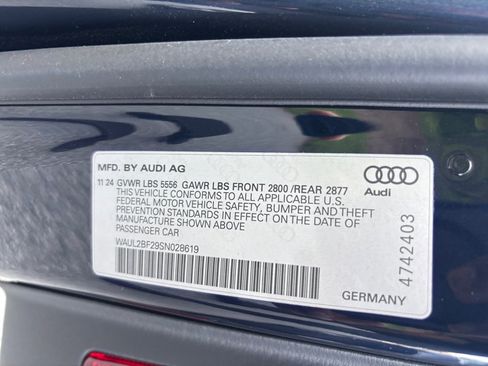 MFD. BY AUDI AG
11 24 GVWR LBS 5556 GAWR LBS FRONT 2800 /REAR 2877
THIS VEHICLE CONFORMS TO ALL APPLICABLE U.S.
FEDERAL MOTOR VEHICLE SAFETY, BUMPER AND THEFT
PREVENTION STANDARDS IN EFFECT ON THE DATE OF
MANUFACTURE SHOWN ABOVE
PASSENGER CAR
WAUL2BF29SN028619
Audi
4742403
GERMANY